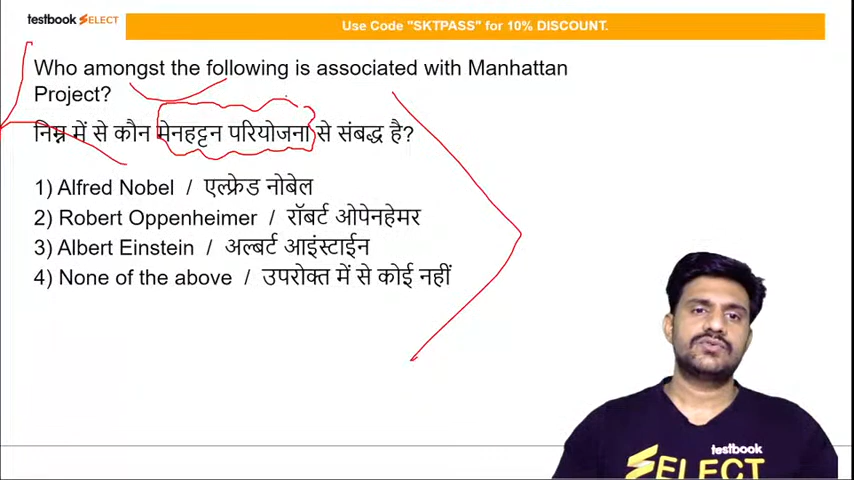 testbook SELECT
Use Code "SKTPASS" for 10% DISCOUNT.
Who amongst the following is associated with Manhattan
Project?
निम्न में से कौन मेनहट्टन परियोजना से संबद्ध है?
1) Alfred Nobel / एल्फ्रेड नोबेल
2) Robert Oppenheimer / रॉबर्ट ओपेनहेमर
3) Albert Einstein / अल्बर्ट आइंस्टाईन
4) None of the above / उपरोक्त में से कोई नहीं
testbook
SELECT